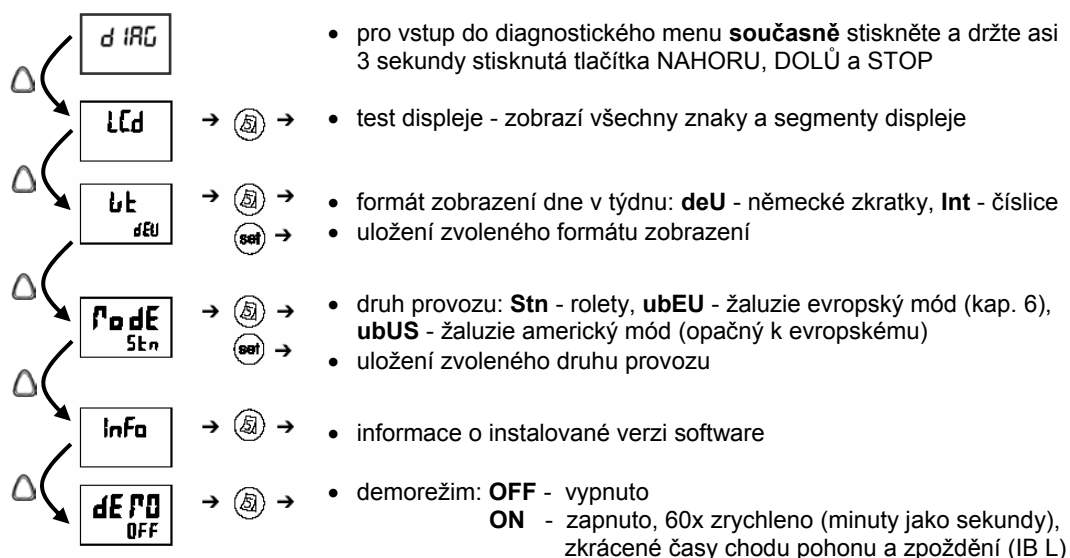 dIAG
• pro vstup do diagnostického menu současně stiskněte a držte asi
3 sekundy stisknutá tlačítka NAHORU, DOLŮ a STOP
LCd
• test displeje - zobrazí všechny znaky a segmenty displeje
dEU
• formát zobrazení dne v týdnu: deU - německé zkratky, Int - číslice
set
• uložení zvoleného formátu zobrazení
ModE
Stn
• druh provozu: Stn - rolety, ubEU - žaluzie evropský mód (kap. 6),
ubUS - žaluzie americký mód (opačný k evropskému)
set
• uložení zvoleného druhu provozu
InFo
• informace o instalované verzi software
dEMO
OFF
• demorežim: OFF - vypnuto
ON - zapnuto, 60x zrychleno (minuty jako sekundy),
zkrácené časy chodu pohonu a zpoždění (IB L)